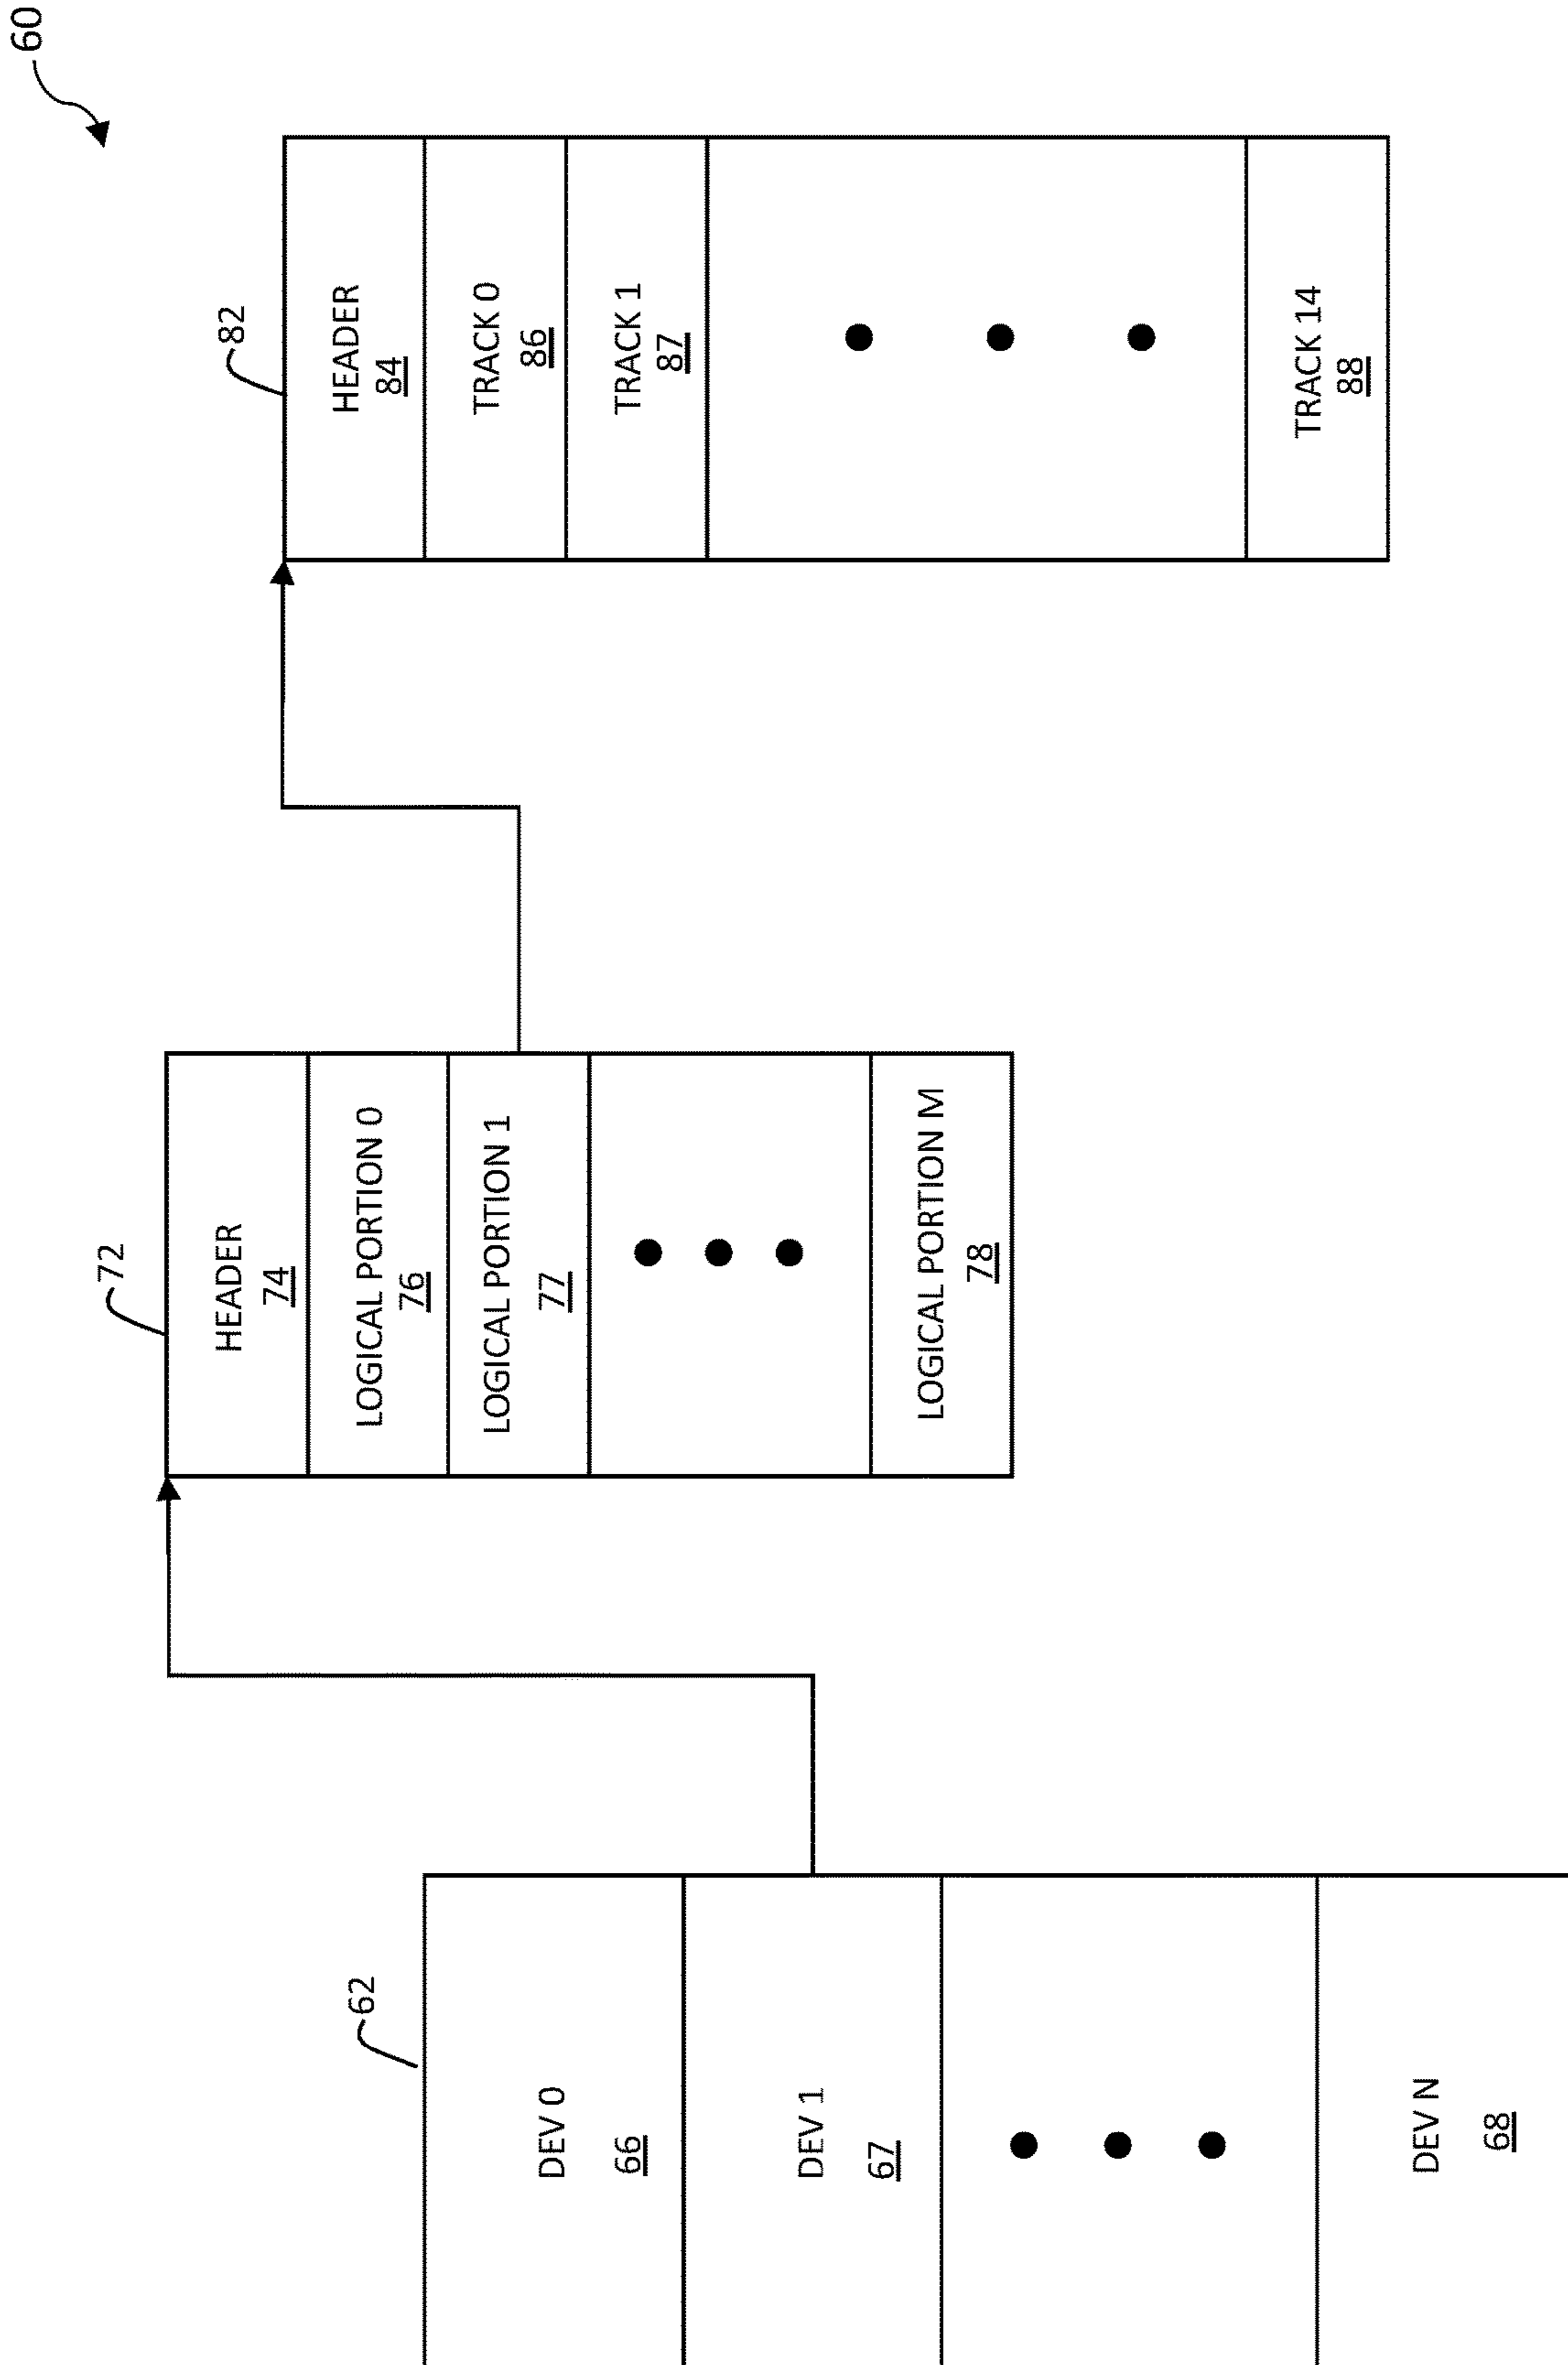 60
62
DEV 0
66
DEV 1
67
DEV N
68
72
HEADER
74
LOGICAL PORTION 0
76
LOGICAL PORTION 1
77
LOGICAL PORTION M
78
82
HEADER
84
TRACK 0
86
TRACK 1
87
TRACK 14
88